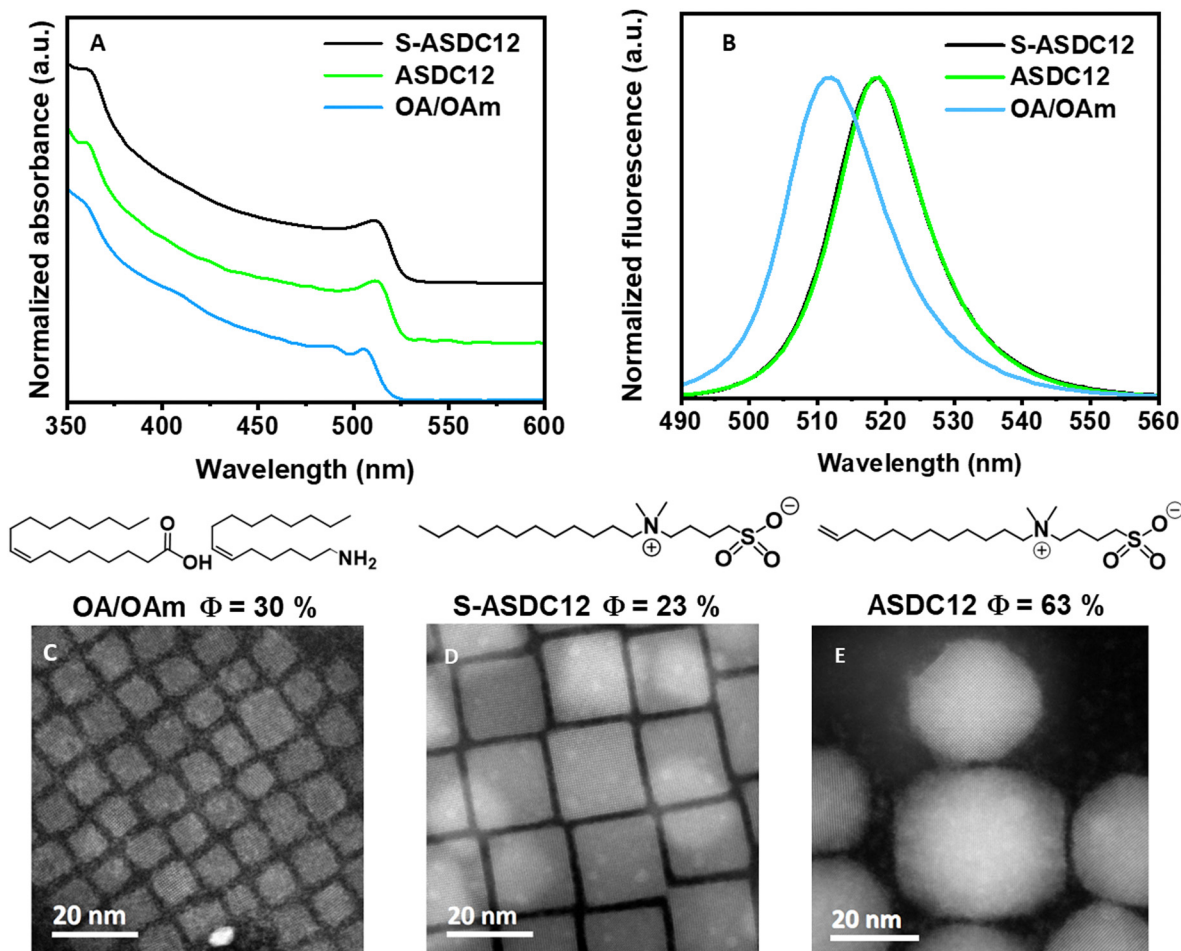 A
S-ASDC12
ASDC12
OA/OAm
Normalized absorbance (a.u.)
350 400 450 500 550 600
Wavelength (nm)
B
S-ASDC12
ASDC12
OA/OAm
Normalized fluorescence (a.u.)
490 500 510 520 530 540 550 560
Wavelength (nm)
O
OH
NH₂
N
⊕
S
O
⊖
O
O
N
⊕
S
O
⊖
O
O
OA/OAm Φ = 30 %
S-ASDC12 Φ = 23 %
ASDC12 Φ = 63 %
C
20 nm
D
20 nm
E
20 nm